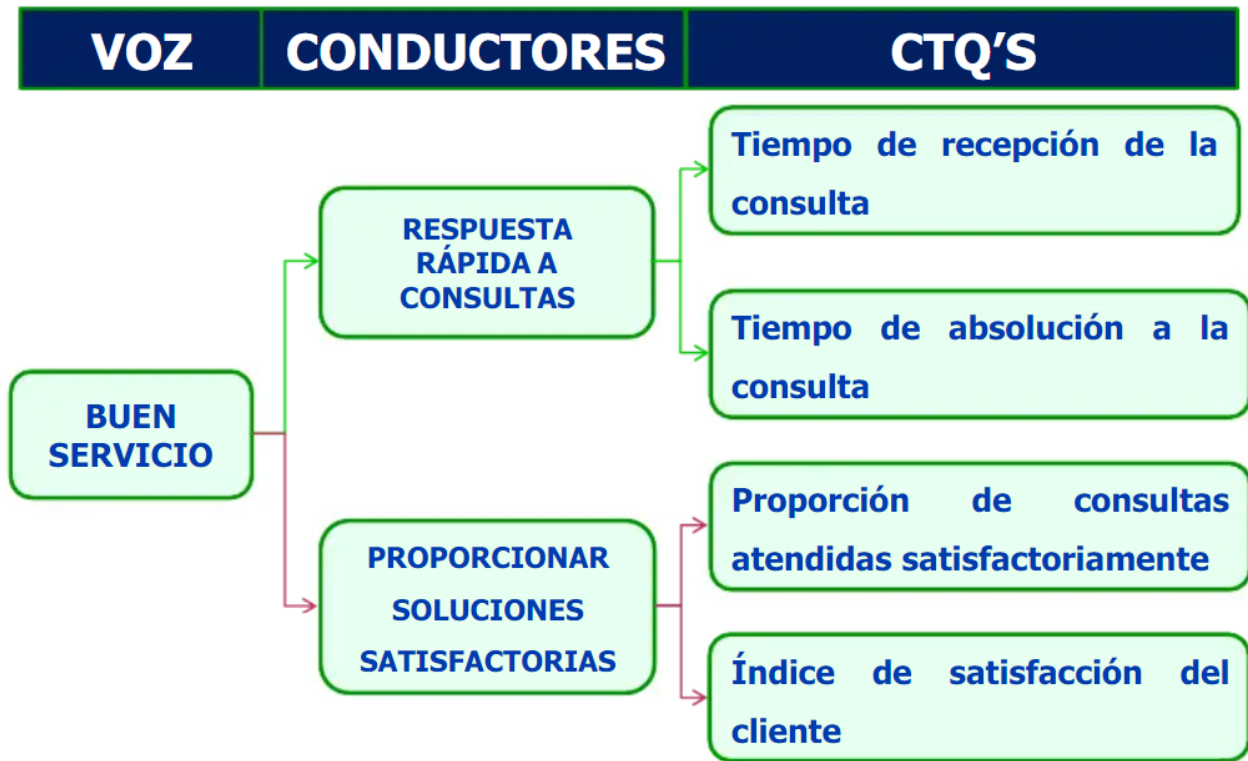 VOZ
CONDUCTORES
CTQ'S
BUEN
SERVICIO
RESPUESTA
RÁPIDA A
CONSULTAS
Tiempo de recepción de la
consulta
Tiempo de absolución a la
consulta
PROPORCIONAR
SOLUCIONES
SATISFACTORIAS
Proporción de consultas
atendidas satisfactoriamente
Índice de satisfacción del
cliente